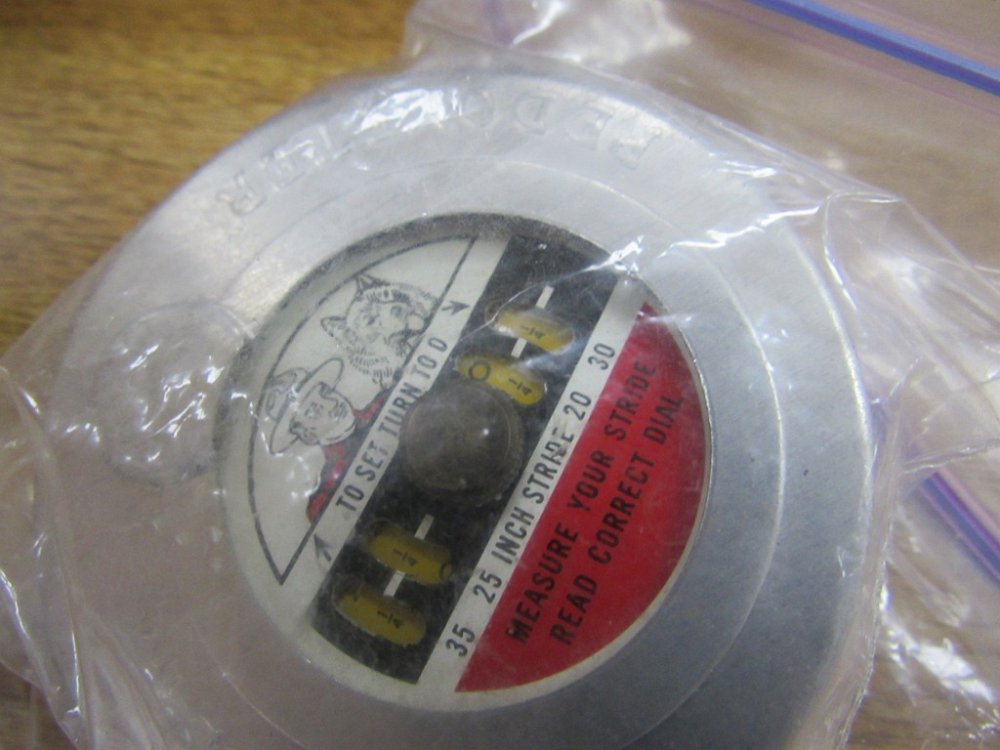 PEDOMETER
TO SET TURN TO 0
35 25 INCH STRIDE 20 30
MEASURE YOUR STRIDE
READ CORRECT DIAL